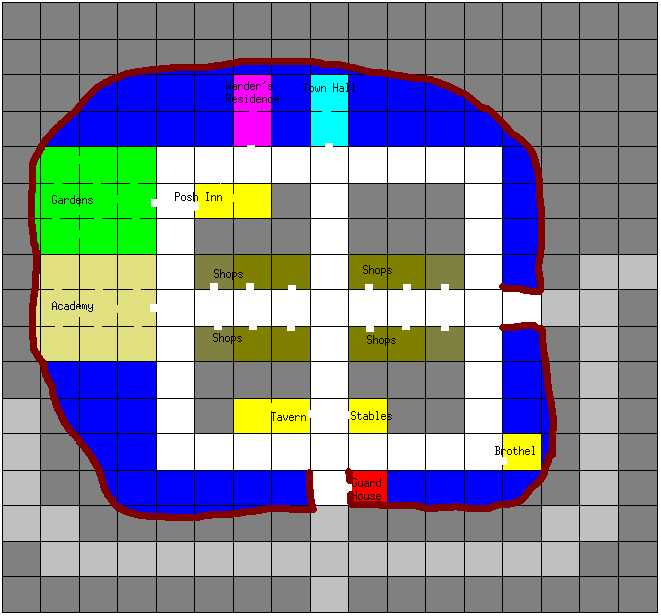 Warder's
Residence
Town Hall
Gardens
Posh Inn
Shops
Shops
Academy
Shops
Shops
Tavern
Stables
Brothel
Guard
House